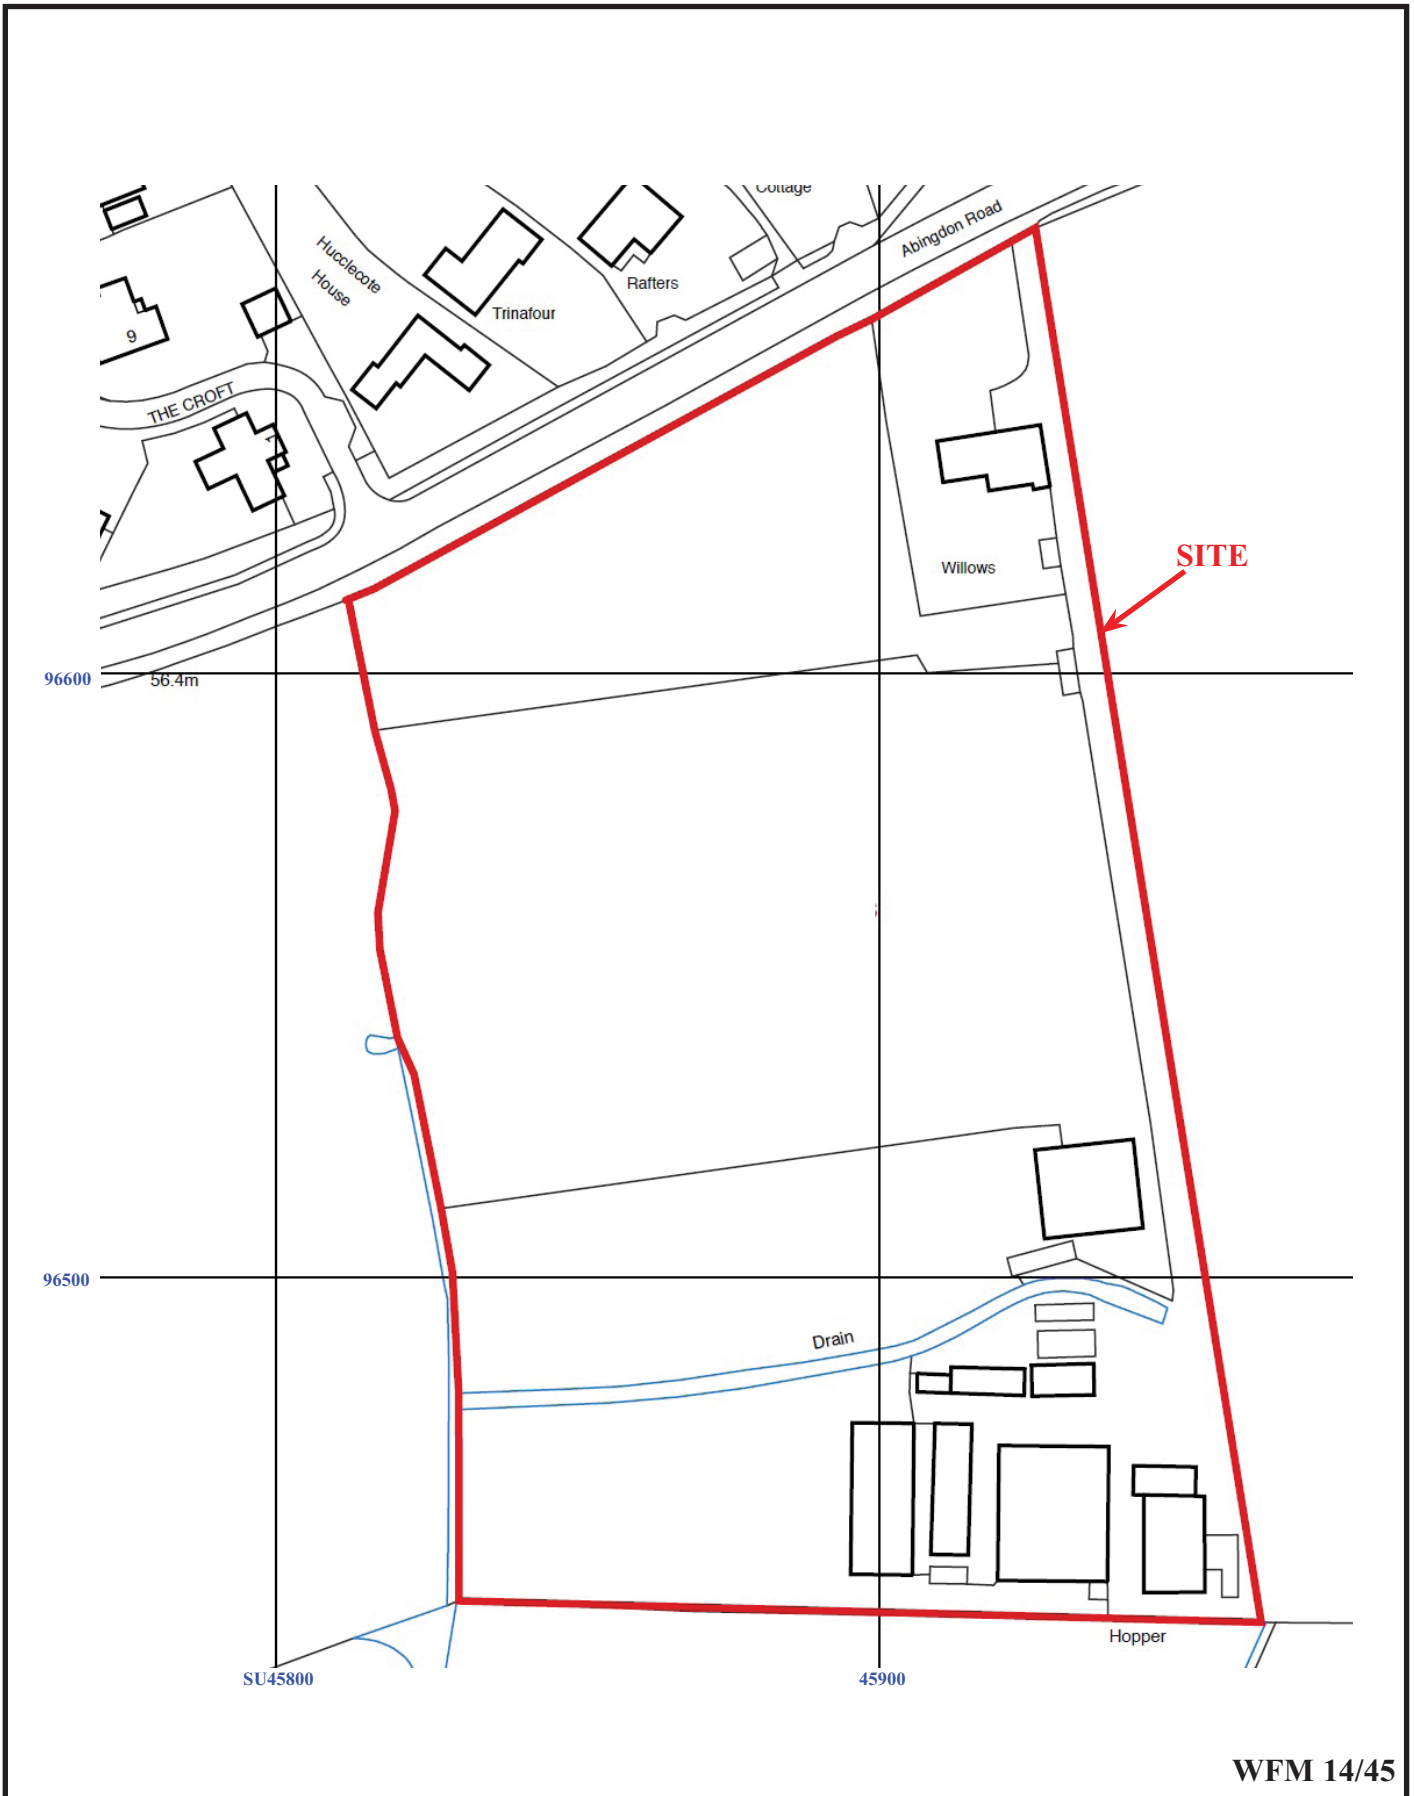 Cottage
Abingdon Road
Hucclecote
House
Rafters
Trinafour
9
THE CROFT
1
SITE
Willows
96600
56.4m
96500
Drain
Hopper
SU45800
45900
WFM 14/45